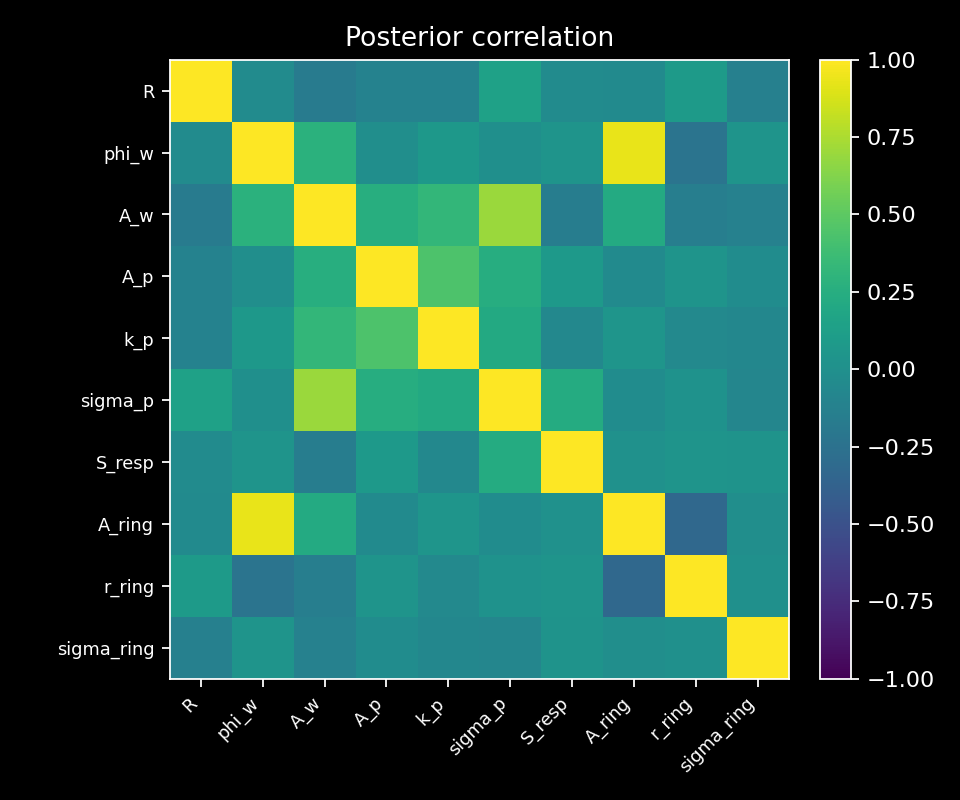 Posterior correlation
R
phi_w
A_w
A_p
k_p
sigma_p
S_resp
A_ring
r_ring
sigma_ring
R
phi_w
A_w
A_p
k_p
sigma_p
S_resp
A_ring
r_ring
sigma_ring
1.00
0.75
0.50
0.25
0.00
−0.25
−0.50
−0.75
−1.00